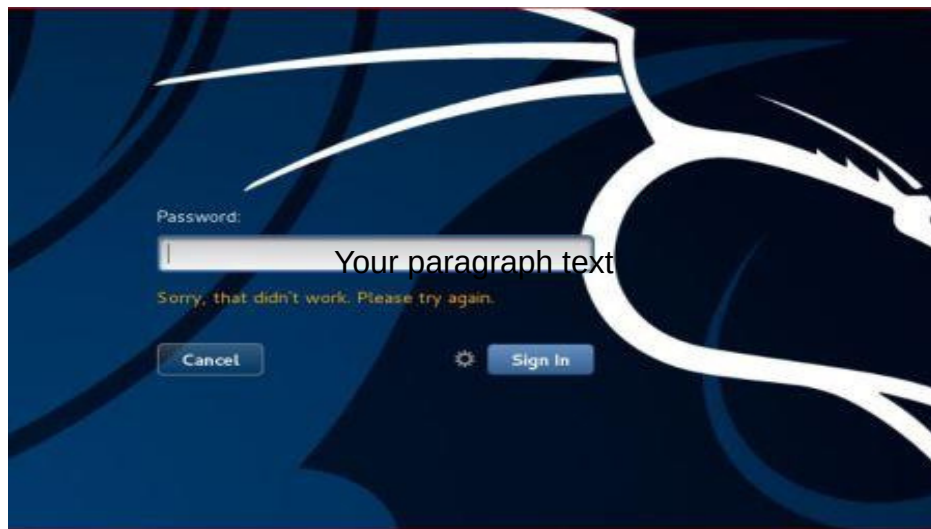 Password:
Your paragraph text
Sorry, that didn't work. Please try again.
Cancel
Sign In